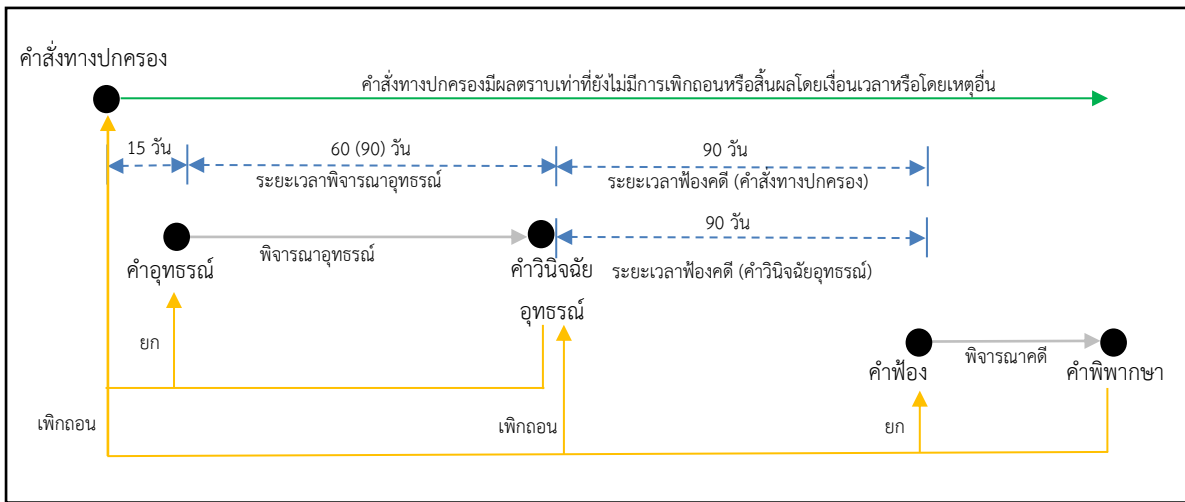 คำสั่งทางปกครอง
คำสั่งทางปกครองมีผลตราบเท่าที่ยังไม่มีการเพิกถอนหรือสิ้นผลโดยเงื่อนเวลาหรือโดยเหตุอื่น
15 วัน
60 (90) วัน
90 วัน
ระยะเวลาพิจารณาอุทธรณ์
ระยะเวลาฟ้องคดี (คำสั่งทางปกครอง)
90 วัน
คำอุทธรณ์
พิจารณาอุทธรณ์
คำวินิจฉัย
อุทธรณ์
ระยะเวลาฟ้องคดี (คำวินิจฉัยอุทธรณ์)
ยก
คำฟ้อง
พิจารณาคดี
คำพิพากษา
เพิกถอน
เพิกถอน
ยก